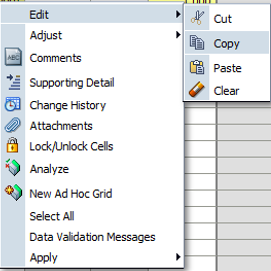 Edit
Adjust
Comments
Supporting Detail
Change History
Attachments
Lock/Unlock Cells
Analyze
New Ad Hoc Grid
Select All
Data Validation Messages
Apply
Cut
Copy
Paste
Clear